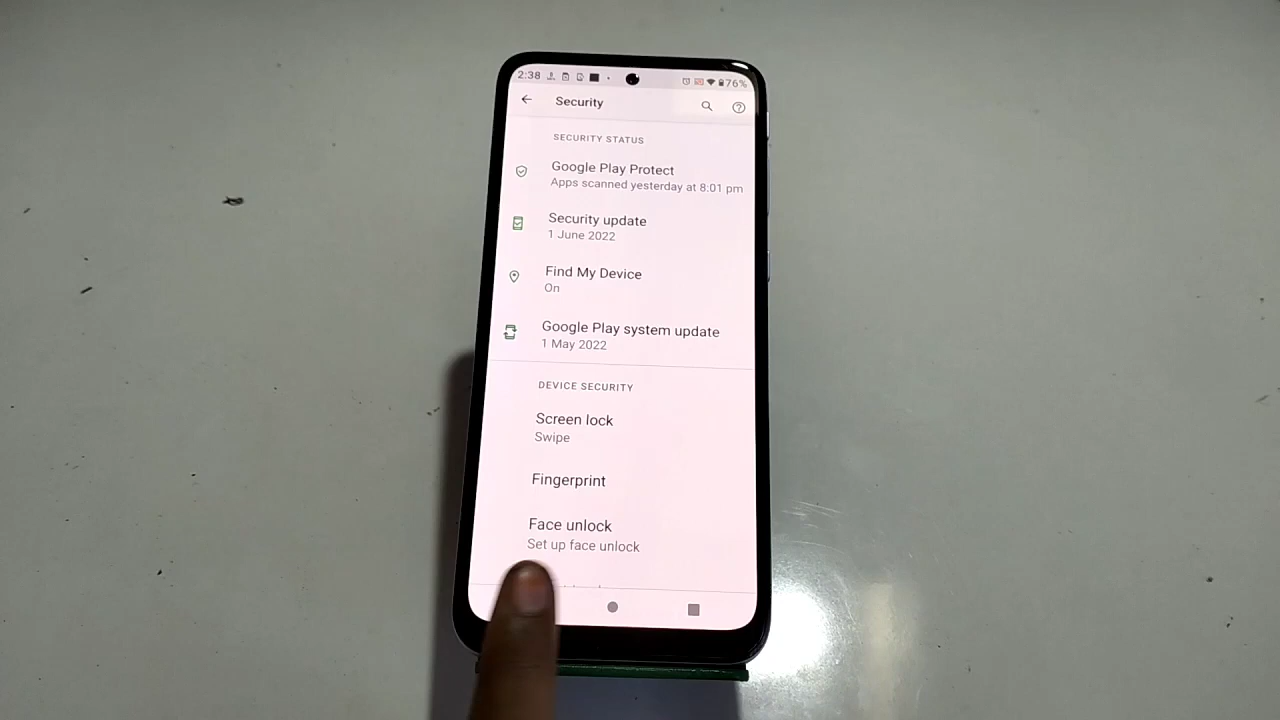 2:38 76%
Security
SECURITY STATUS
Google Play Protect
Apps scanned yesterday at 8:01 pm
Security update
1 June 2022
Find My Device
On
Google Play system update
1 May 2022
DEVICE SECURITY
Screen lock
Swipe
Fingerprint
Face unlock
Set up face unlock